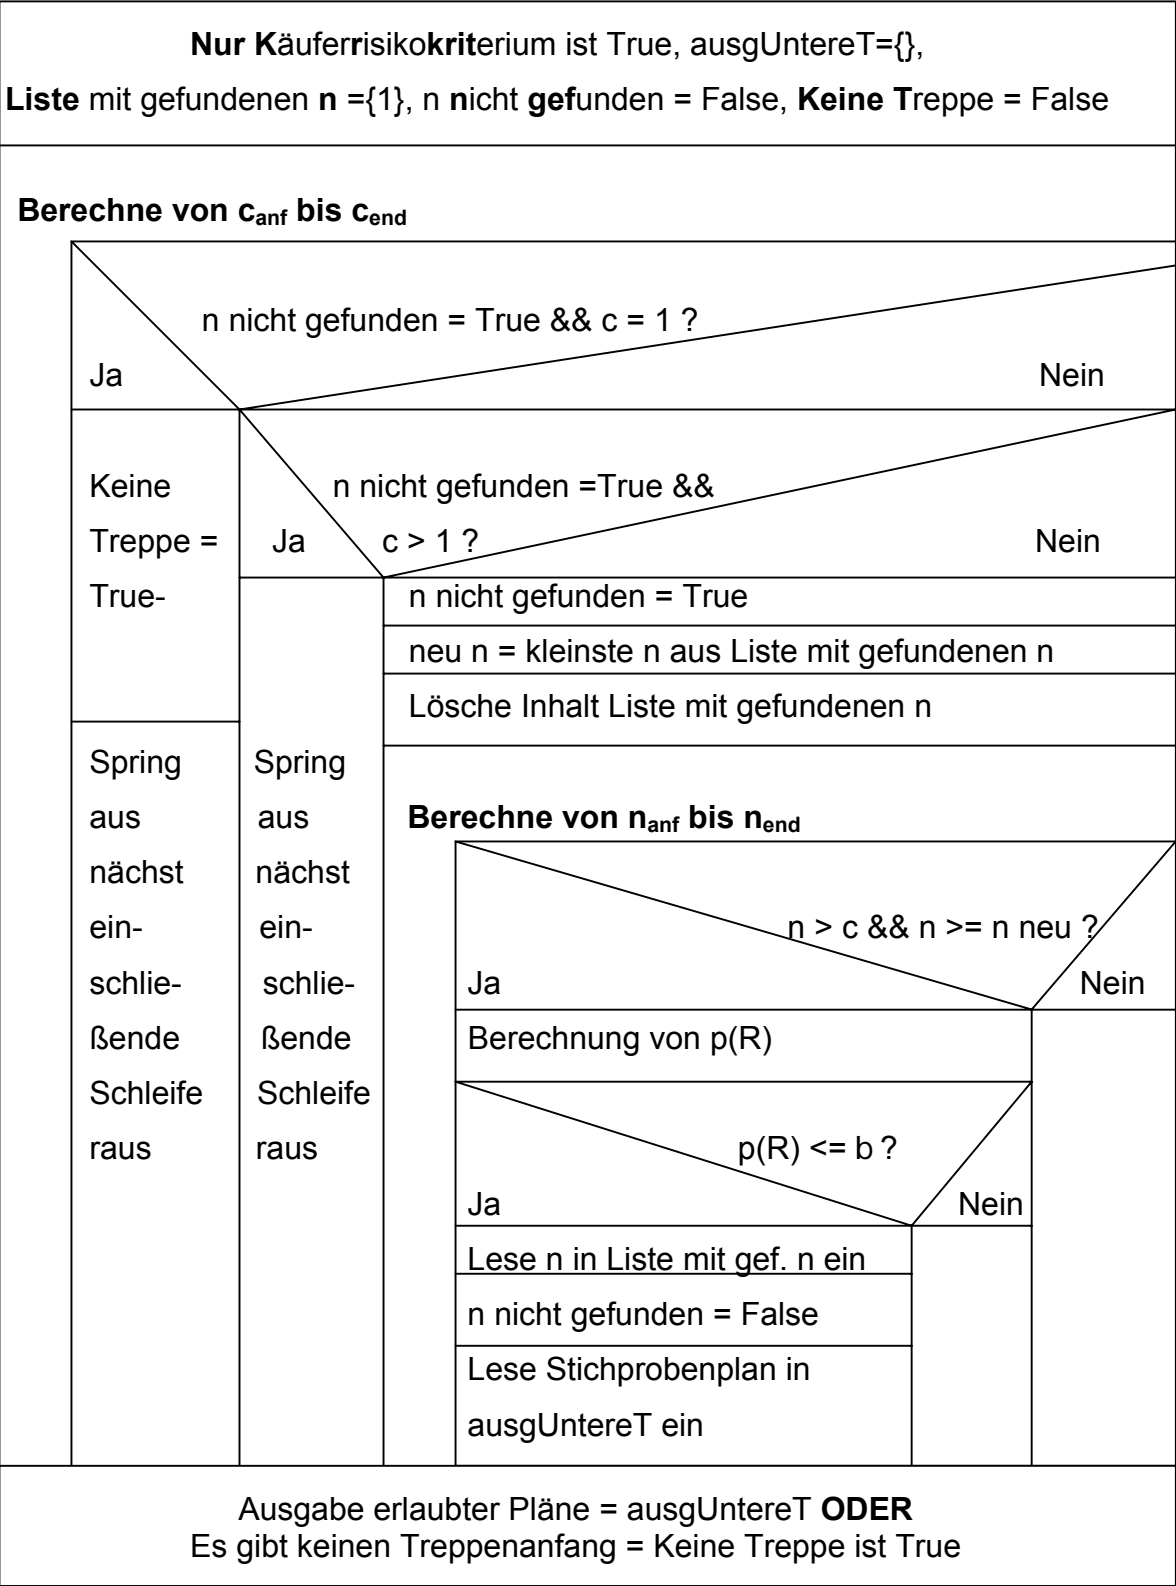 Nur Käuferrisikokriterium ist True, ausgUntereT={},
Liste mit gefundenen n ={1}, n nicht gefunden = False, Keine Treppe = False
Berechne von canf bis cend
n nicht gefunden = True && c = 1 ?
Ja
Nein
Keine
Treppe =
True-
Spring
aus
nächst
ein-
schlie-
ßende
Schleife
raus
n nicht gefunden =True &&
c > 1 ?
Ja
Nein
Spring
aus
nächst
ein-
schlie-
ßende
Schleife
raus
n nicht gefunden = True
neu n = kleinste n aus Liste mit gefundenen n
Lösche Inhalt Liste mit gefundenen n
Berechne von nanf bis nend
n > c && n >= n neu ?
Ja
Nein
Berechnung von p(R)
p(R) <= b ?
Ja
Nein
Lese n in Liste mit gef. n ein
n nicht gefunden = False
Lese Stichprobenplan in
ausgUntereT ein
Ausgabe erlaubter Pläne = ausgUntereT ODER
Es gibt keinen Treppenanfang = Keine Treppe ist True